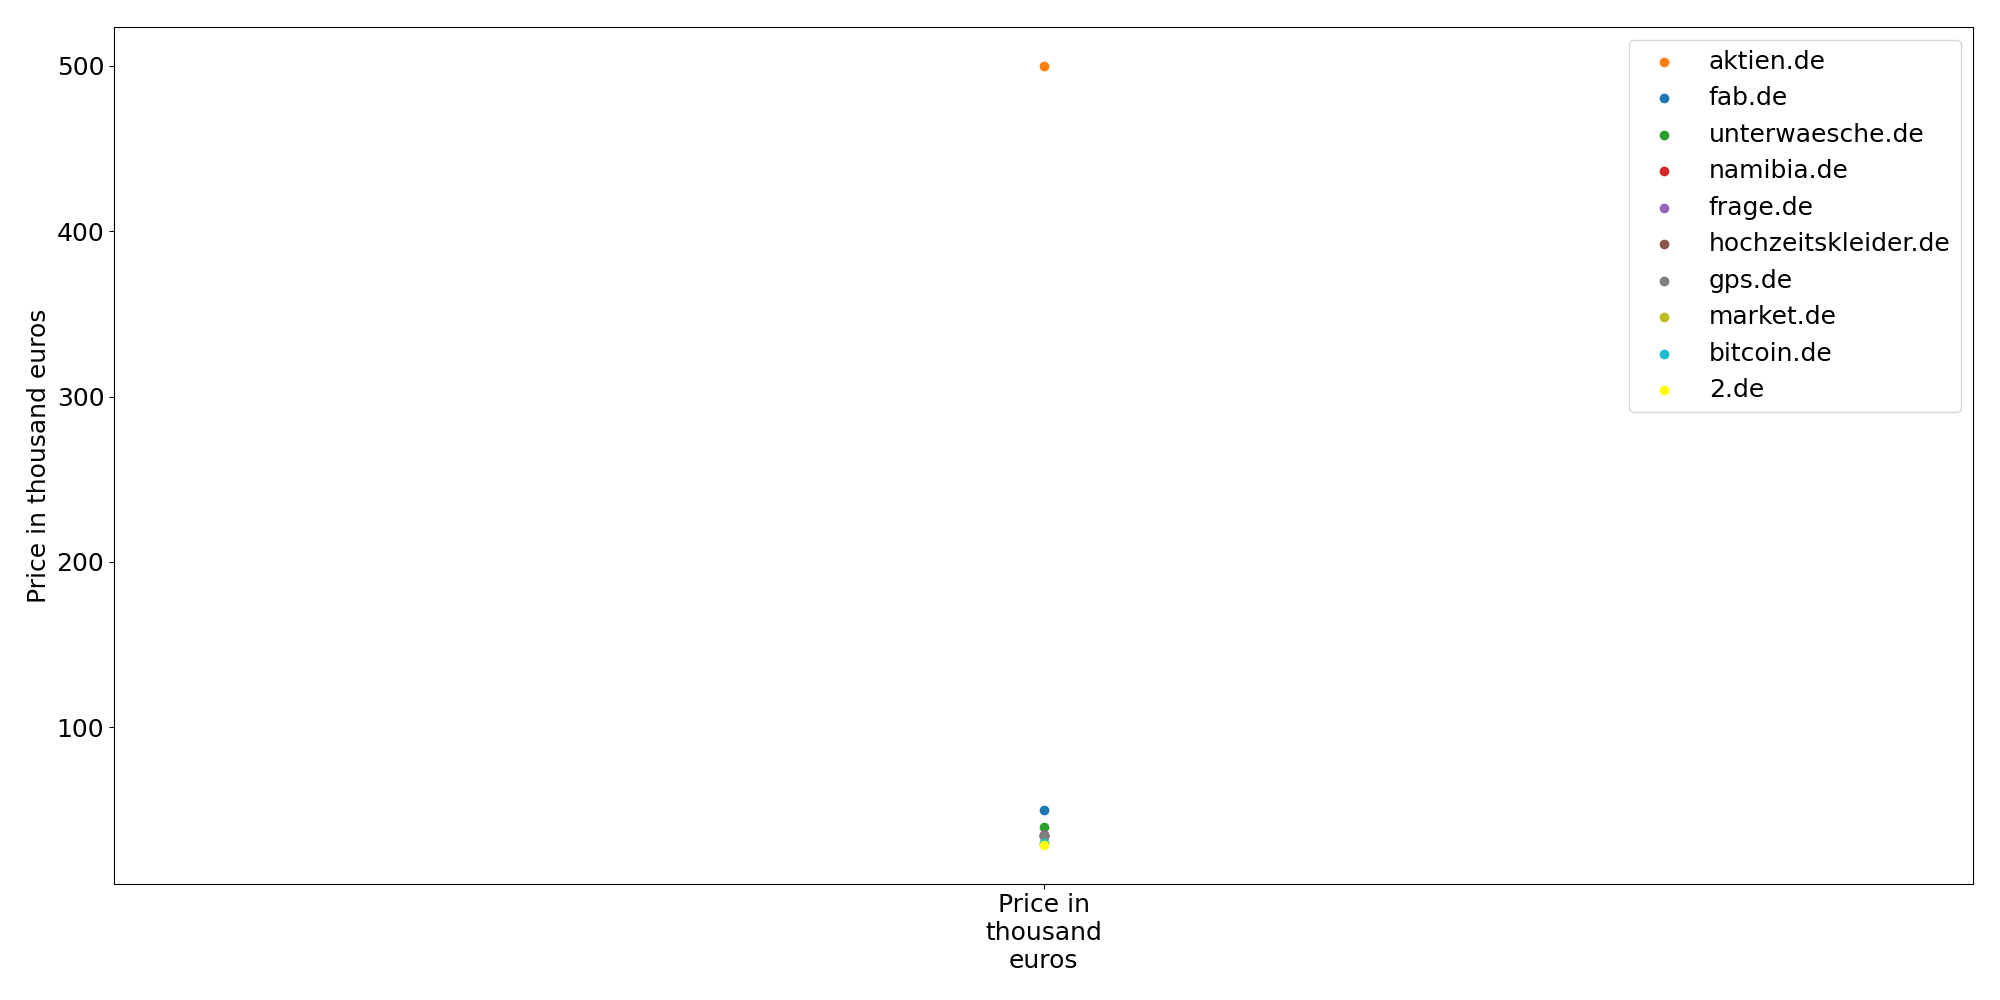 500
400
300
200
100
Price in thousand euros
Price in
thousand
euros
aktien.de
fab.de
unterwaesche.de
namibia.de
frage.de
hochzeitskleider.de
gps.de
market.de
bitcoin.de
2.de